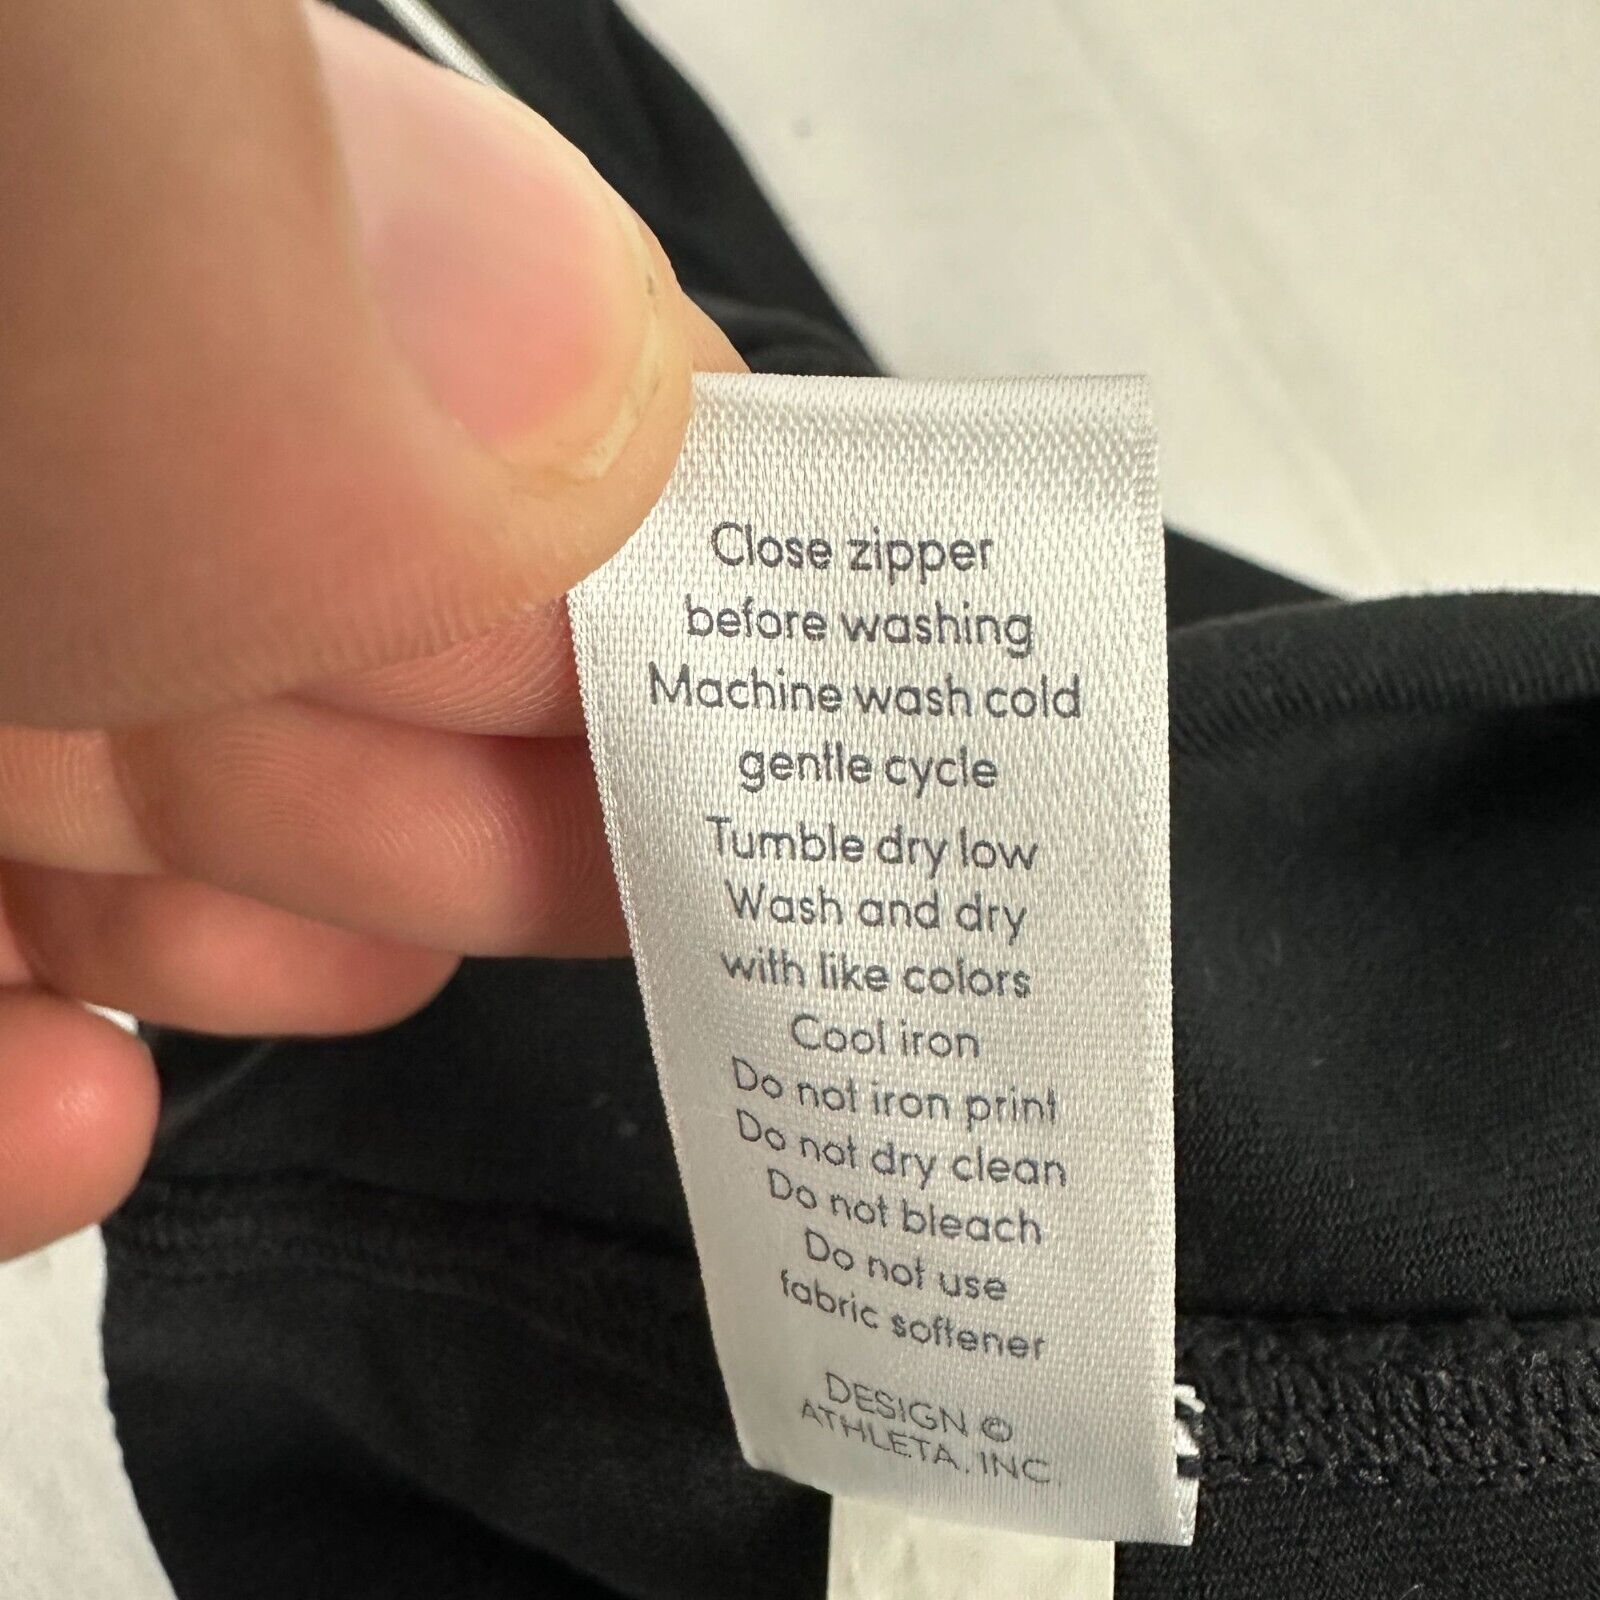 Close zipper
before washing
Machine wash cold
gentle cycle
Tumble dry low
Wash and dry
with like colors
Cool iron
Do not iron print
Do not dry clean
Do not bleach
Do not use
fabric softener
DESIGN ©
ATHLETA, INC.